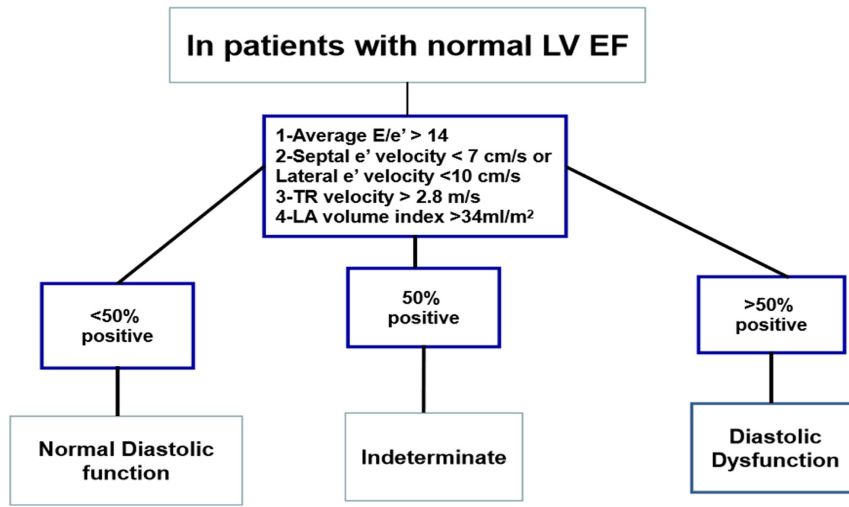 In patients with normal LV EF
1-Average E/e' > 14
2-Septal e' velocity < 7 cm/s or
Lateral e' velocity <10 cm/s
3-TR velocity > 2.8 m/s
4-LA volume index >34ml/m²
<50%
positive
50%
positive
>50%
positive
Normal Diastolic
function
Indeterminate
Diastolic
Dysfunction